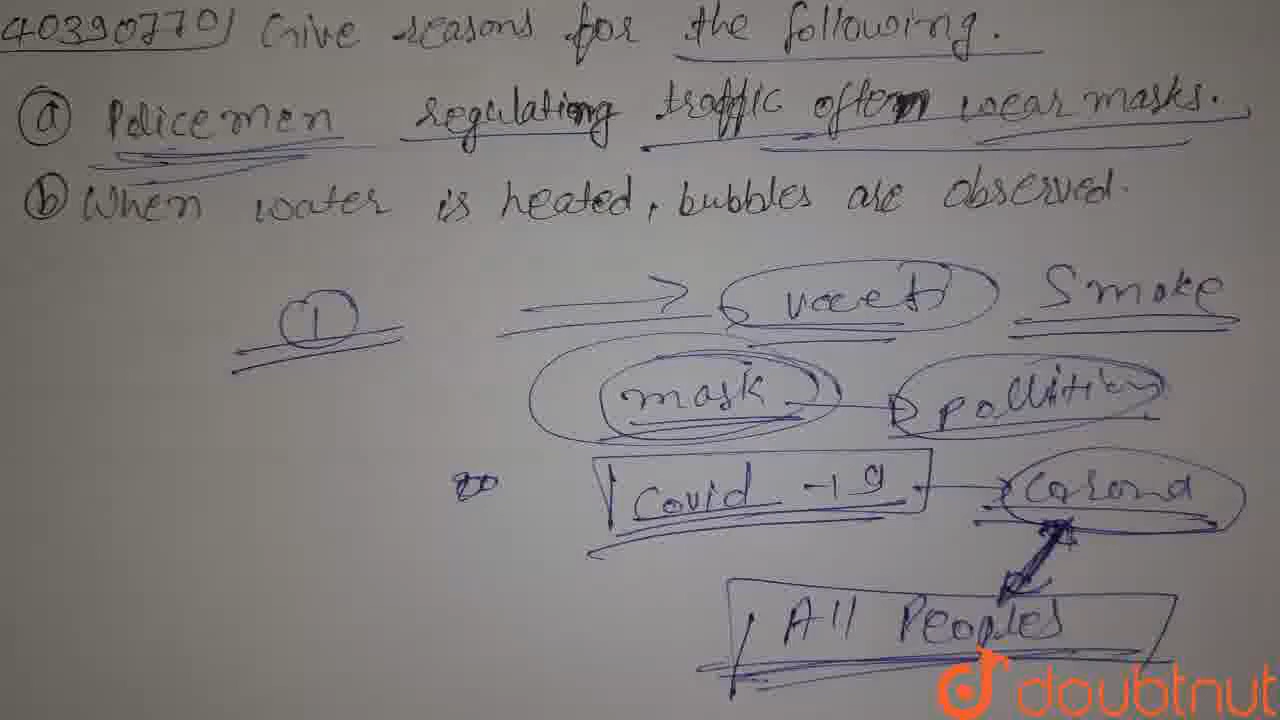 40390770/ Give reasons for the following.
(a) Policemen regulating traffic often wear masks.
(b) When water is heated, bubbles are observed.
1 → Smoke
mask
Covid-19 → corona
All Peoples
doubtnut